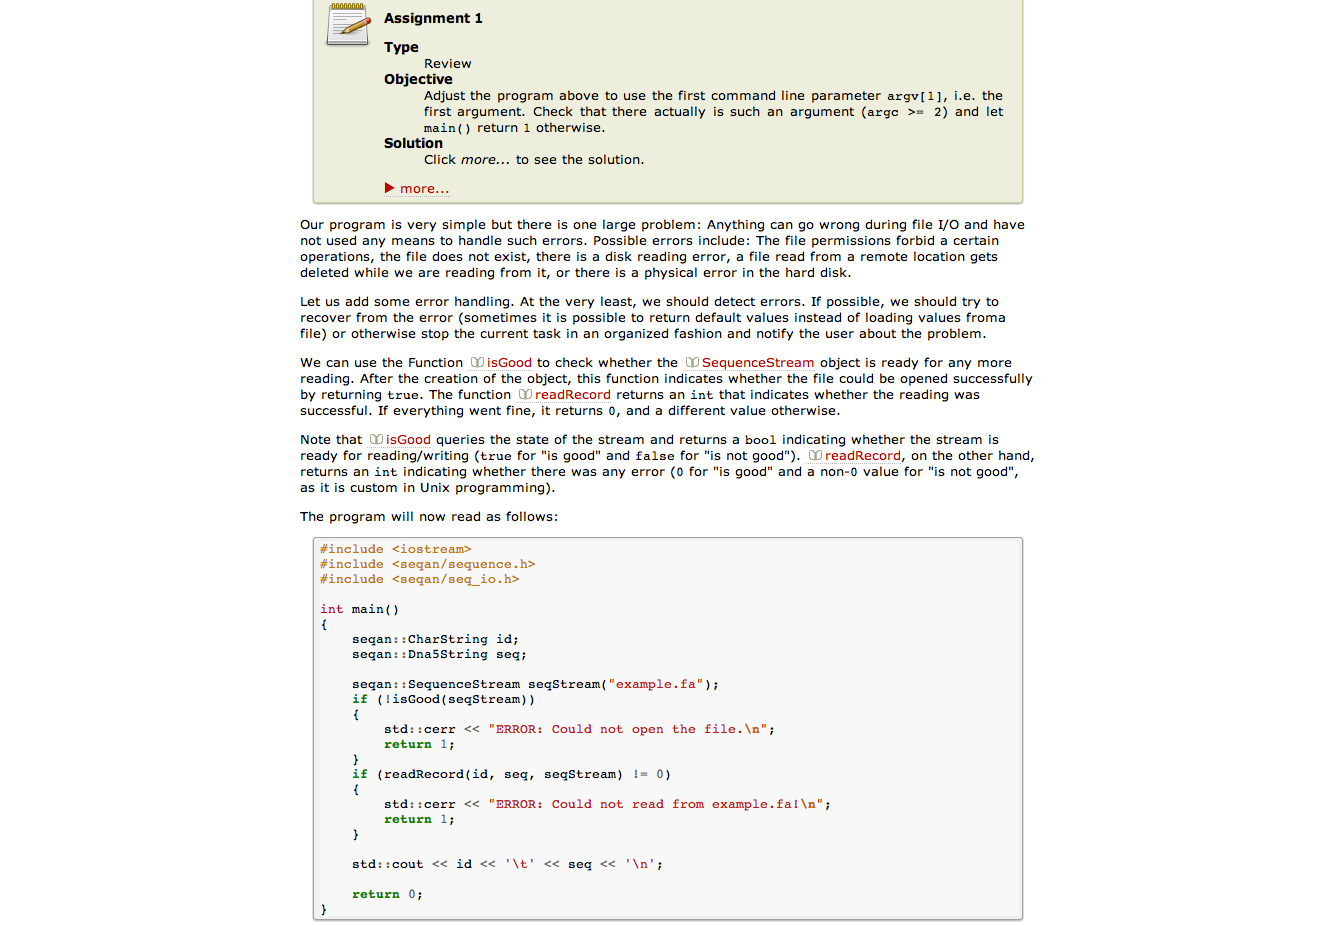 Assignment 1
Type
Review
Objective
Adjust the program above to use the first command line parameter argv[1], i.e. the
first argument. Check that there actually is such an argument (argc >= 2) and let
main() return 1 otherwise.
Solution
Click more... to see the solution.
▶ more...
Our program is very simple but there is one large problem: Anything can go wrong during file I/O and have
not used any means to handle such errors. Possible errors include: The file permissions forbid a certain
operations, the file does not exist, there is a disk reading error, a file read from a remote location gets
deleted while we are reading from it, or there is a physical error in the hard disk.
Let us add some error handling. At the very least, we should detect errors. If possible, we should try to
recover from the error (sometimes it is possible to return default values instead of loading values froma
file) or otherwise stop the current task in an organized fashion and notify the user about the problem.
We can use the Function isGood to check whether the SequenceStream object is ready for any more
reading. After the creation of the object, this function indicates whether the file could be opened successfully
by returning true. The function readRecord returns an int that indicates whether the reading was
successful. If everything went fine, it returns 0, and a different value otherwise.
Note that isGood queries the state of the stream and returns a bool indicating whether the stream is
ready for reading/writing (true for "is good" and false for "is not good"). readRecord, on the other hand,
returns an int indicating whether there was any error (0 for "is good" and a non-0 value for "is not good",
as it is custom in Unix programming).
The program will now read as follows:
#include <iostream>
#include <seqan/sequence.h>
#include <seqan/seq_io.h>
int main()
{
    seqan::CharString id;
    seqan::Dna5String seq;
    seqan::SequenceStream seqStream("example.fa");
    if (!isGood(seqStream))
    {
        std::cerr << "ERROR: Could not open the file.\n";
        return 1;
    }
    if (readRecord(id, seq, seqStream) != 0)
    {
        std::cerr << "ERROR: Could not read from example.fa!\n";
        return 1;
    }
    std::cout << id << '\t' << seq << '\n';
    return 0;
}